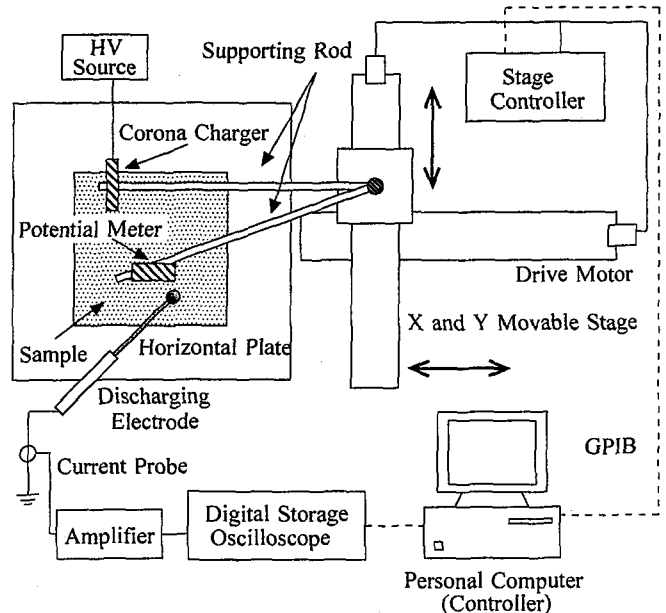 HV
Source
Supporting Rod
Stage
Controller
Corona Charger
Potential Meter
Drive Motor
Sample
Horizontal Plate
X and Y Movable Stage
Discharging
Electrode
Current Probe
GPIB
Amplifier
Digital Storage
Oscilloscope
Personal Computer
(Controller)